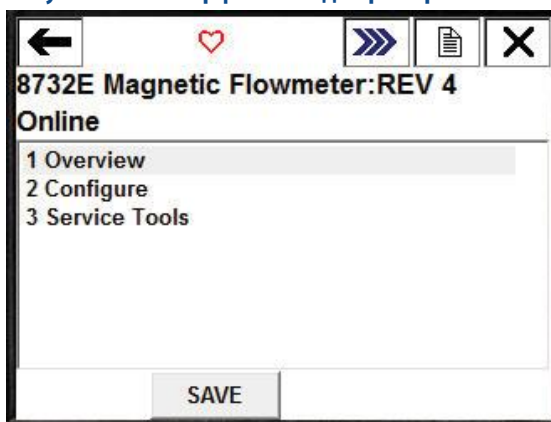 8732E Magnetic Flowmeter:REV 4
Online
1 Overview
2 Configure
3 Service Tools
SAVE